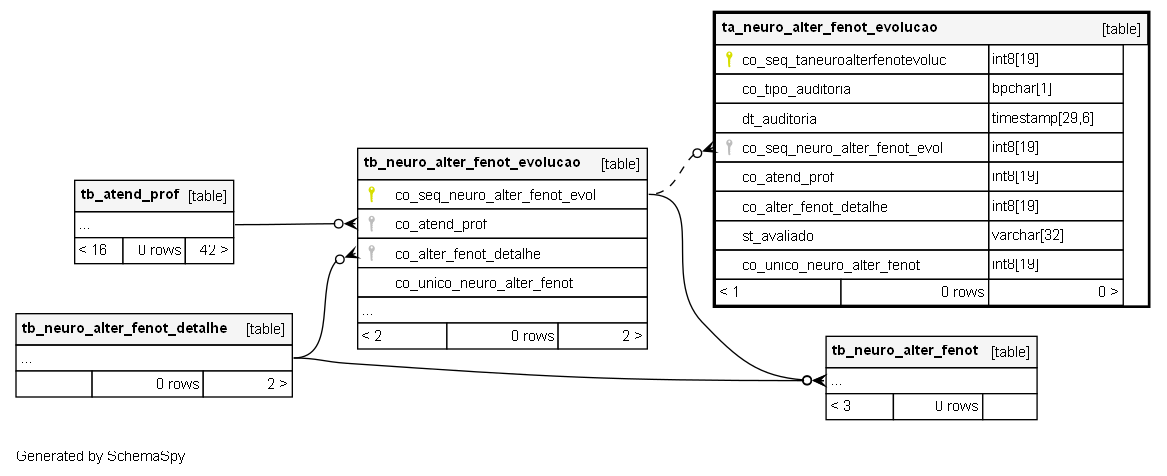 ta_neuro_alter_fenot_evolucao [table]
co_seq_taneuroalterfenotevoluc int8[19]
co_tipo_auditoria bpchar[1]
dt_auditoria timestamp[29,6]
co_seq_neuro_alter_fenot_evol int8[19]
co_atend_prof int8[19]
co_alter_fenot_detalhe int8[19]
st_avaliado varchar[32]
co_unico_neuro_alter_fenot int8[19]
< 1 0 rows 0 >
tb_neuro_alter_fenot_evolucao [table]
co_seq_neuro_alter_fenot_evol
co_atend_prof
co_alter_fenot_detalhe
co_unico_neuro_alter_fenot
...
< 2 0 rows 2 >
tb_atend_prof [table]
...
< 16 0 rows 42 >
tb_neuro_alter_fenot_detalhe [table]
...
0 rows 2 >
tb_neuro_alter_fenot [table]
...
< 3 0 rows
Generated by SchemaSpy